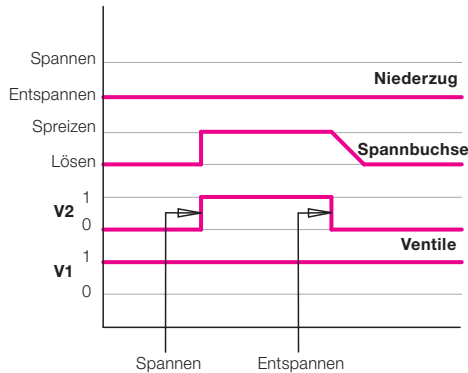 Spannen
Niederzug
Entspannen
Spreizen
Spannbuchse
Lösen
1
V2
0
Ventile
1
V1
0
Spannen Entspannen